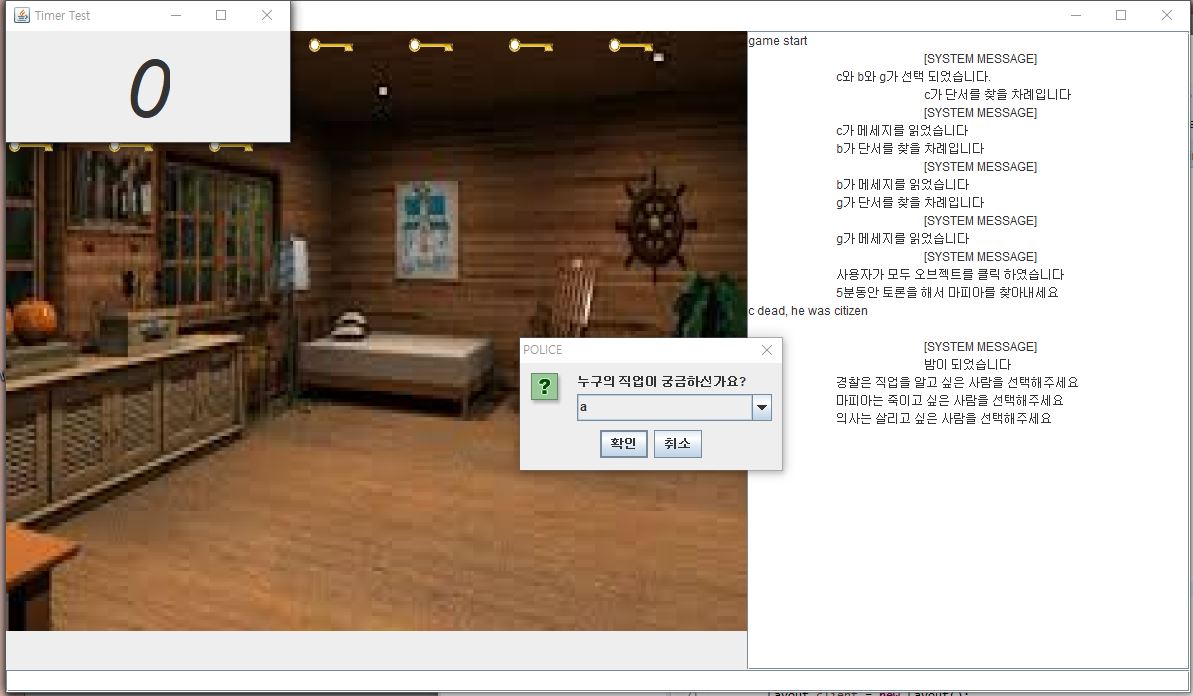 Timer Test
0
game start
[SYSTEM MESSAGE]
c와 b와 g가 선택 되었습니다.
c가 단서를 찾을 차례입니다
[SYSTEM MESSAGE]
c가 메세지를 읽었습니다
b가 단서를 찾을 차례입니다
[SYSTEM MESSAGE]
b가 메세지를 읽었습니다
g가 단서를 찾을 차례입니다
[SYSTEM MESSAGE]
g가 메세지를 읽었습니다
[SYSTEM MESSAGE]
사용자가 모두 오브젝트를 클릭 하였습니다
5분동안 토론을 해서 마피아를 찾아내세요
c dead, he was citizen
[SYSTEM MESSAGE]
밤이 되었습니다
경찰은 직업을 알고 싶은 사람을 선택해주세요
마피아는 죽이고 싶은 사람을 선택해주세요
의사는 살리고 싶은 사람을 선택해주세요
POLICE
누구의 직업이 궁금하신가요?
a
확인 취소